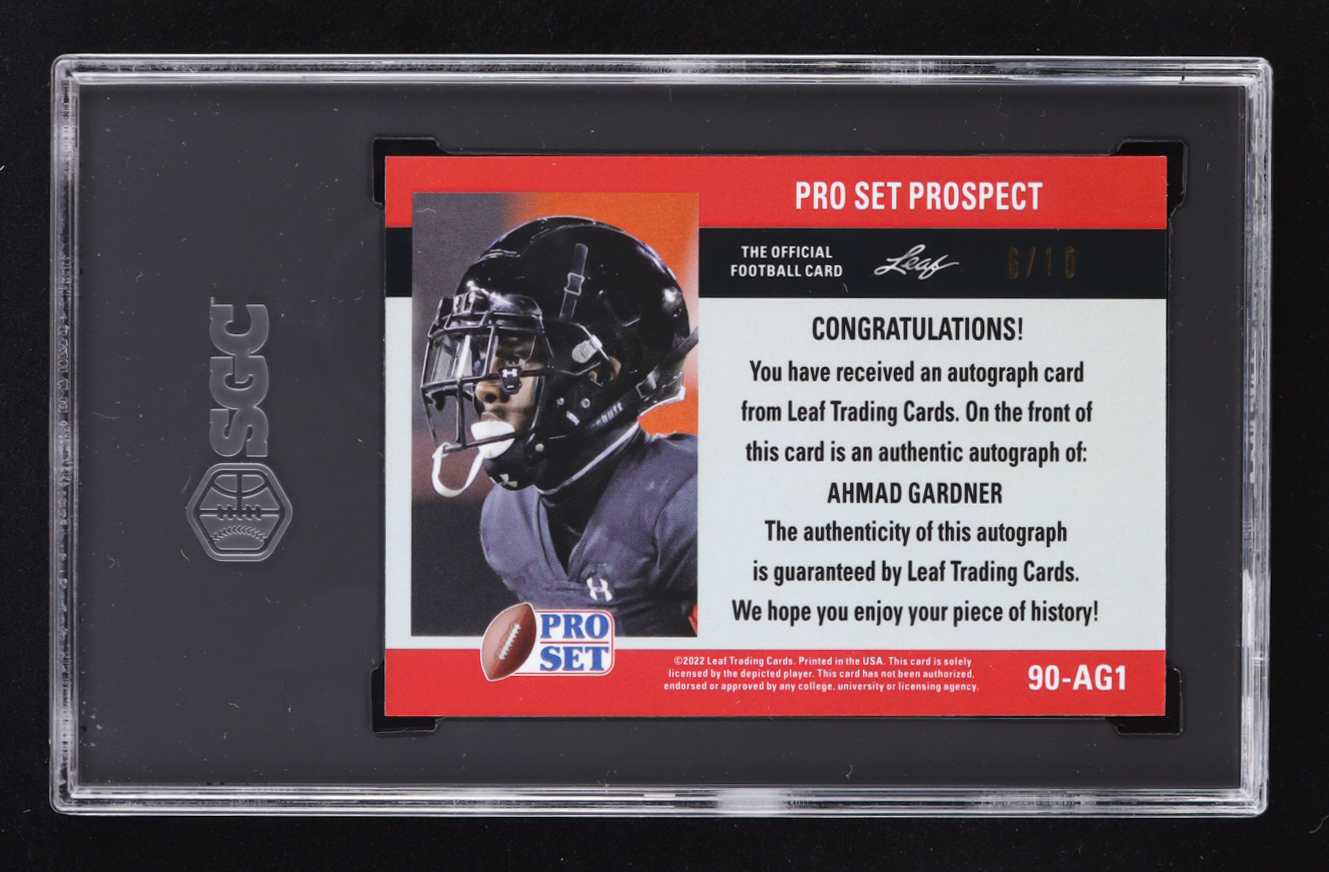 SGC
PRO SET PROSPECT
THE OFFICIAL
FOOTBALL CARD
Leaf
6/10
CONGRATULATIONS!
You have received an autograph card
from Leaf Trading Cards. On the front of
this card is an authentic autograph of:
AHMAD GARDNER
The authenticity of this autograph
is guaranteed by Leaf Trading Cards.
We hope you enjoy your piece of history!
PRO
SET
©2022 Leaf Trading Cards. Printed in the USA. This card is solely
licensed by the depicted player. This card has not been authorized,
endorsed or approved by any college, university or licensing agency.
90-AG1